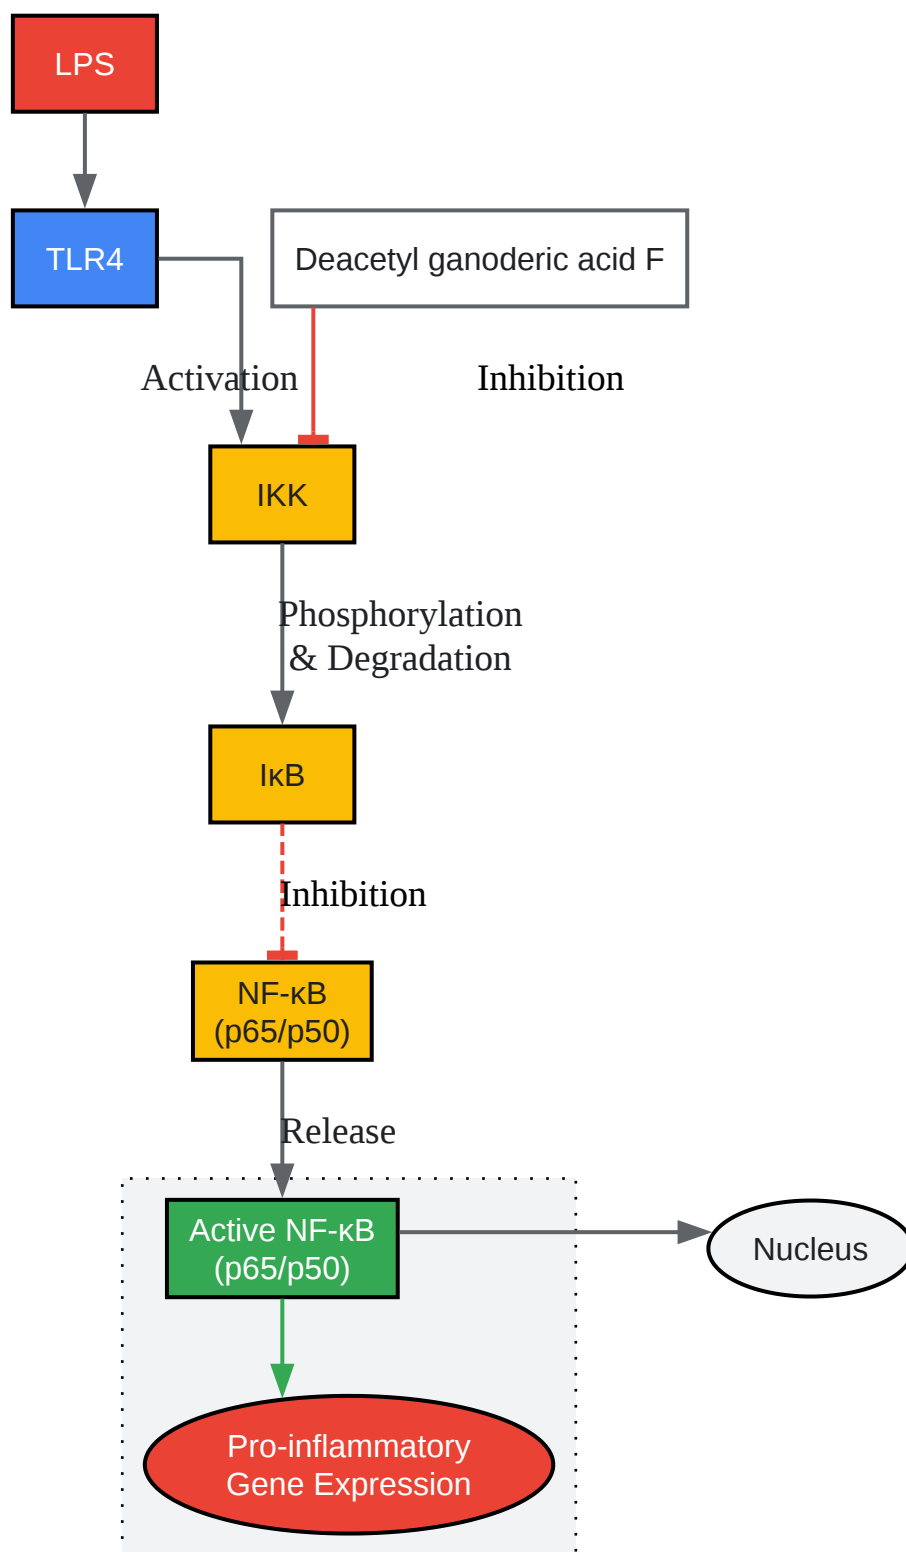 LPS
TLR4
Deacetyl ganoderic acid F
Activation
Inhibition
IKK
Phosphorylation
& Degradation
IκB
Inhibition
NF-κB
(p65/p50)
Release
Active NF-κB
(p65/p50)
Nucleus
Pro-inflammatory
Gene Expression